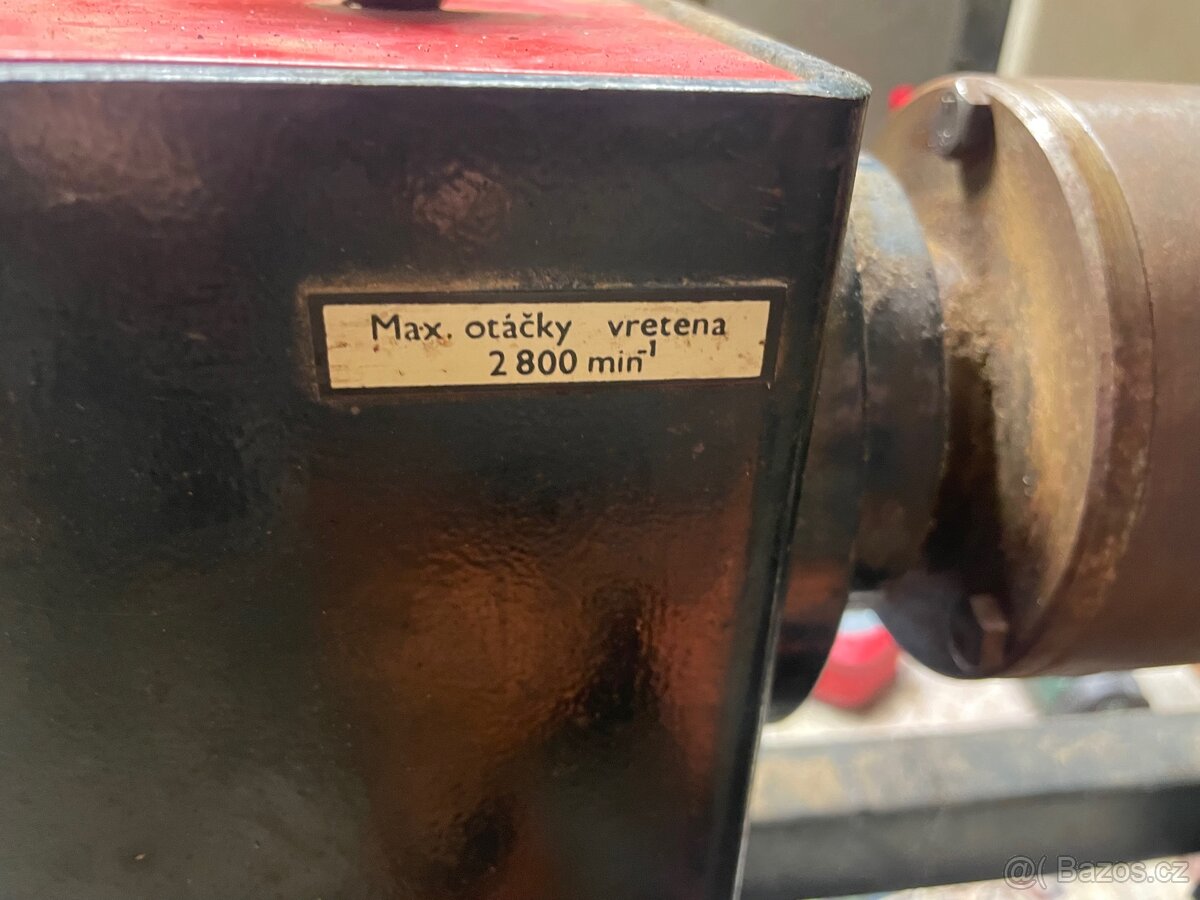 Max. otáčky vretena
2 800 min⁻¹
@( Bazos.cz